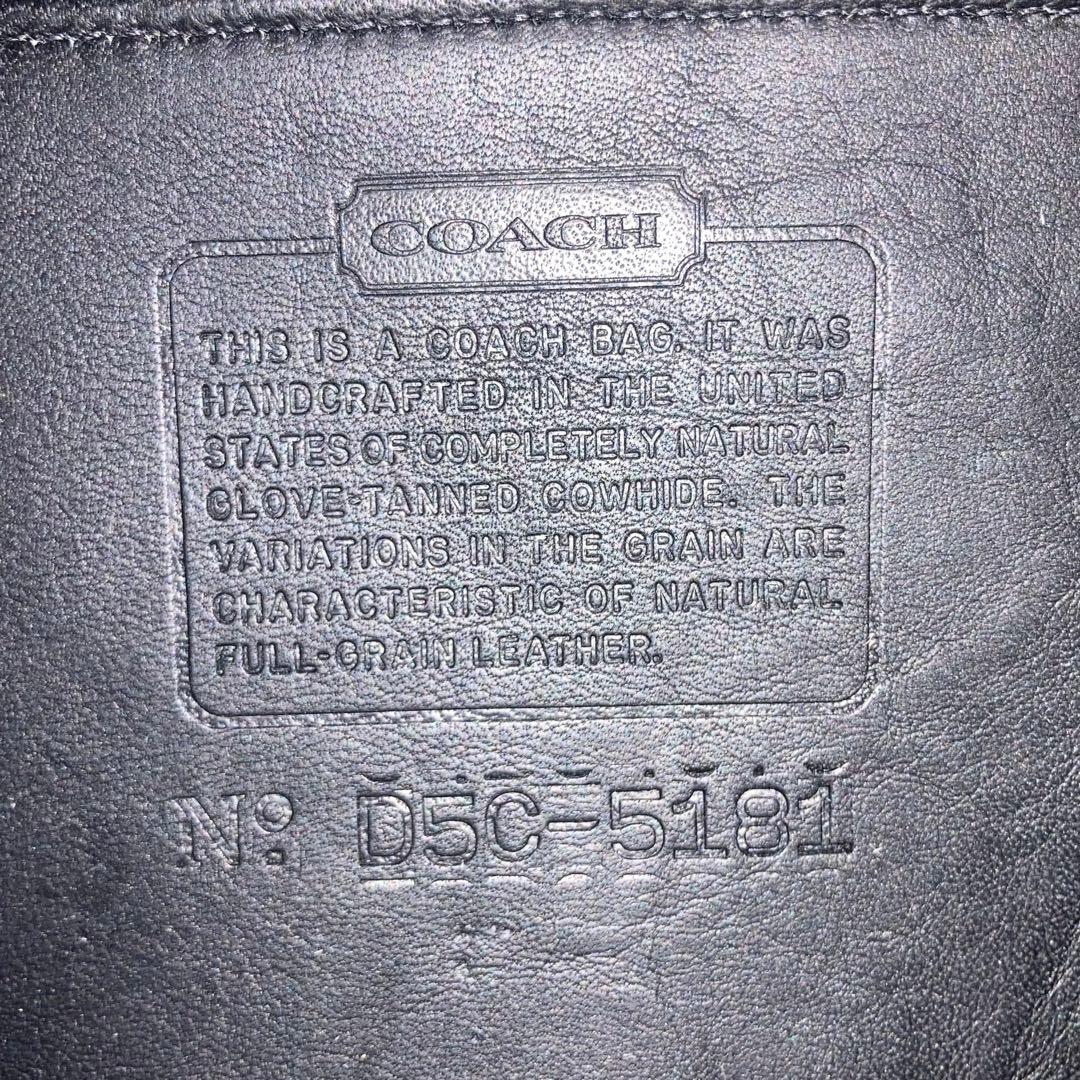 COACH
THIS IS A COACH BAG. IT WAS
HANDCRAFTED IN THE UNITED
STATES OF COMPLETELY NATURAL
GLOVE-TANNED COWHIDE. THE
VARIATIONS IN THE GRAIN ARE
CHARACTERISTIC OF NATURAL
FULL-GRAIN LEATHER.
Nº D5C-5181